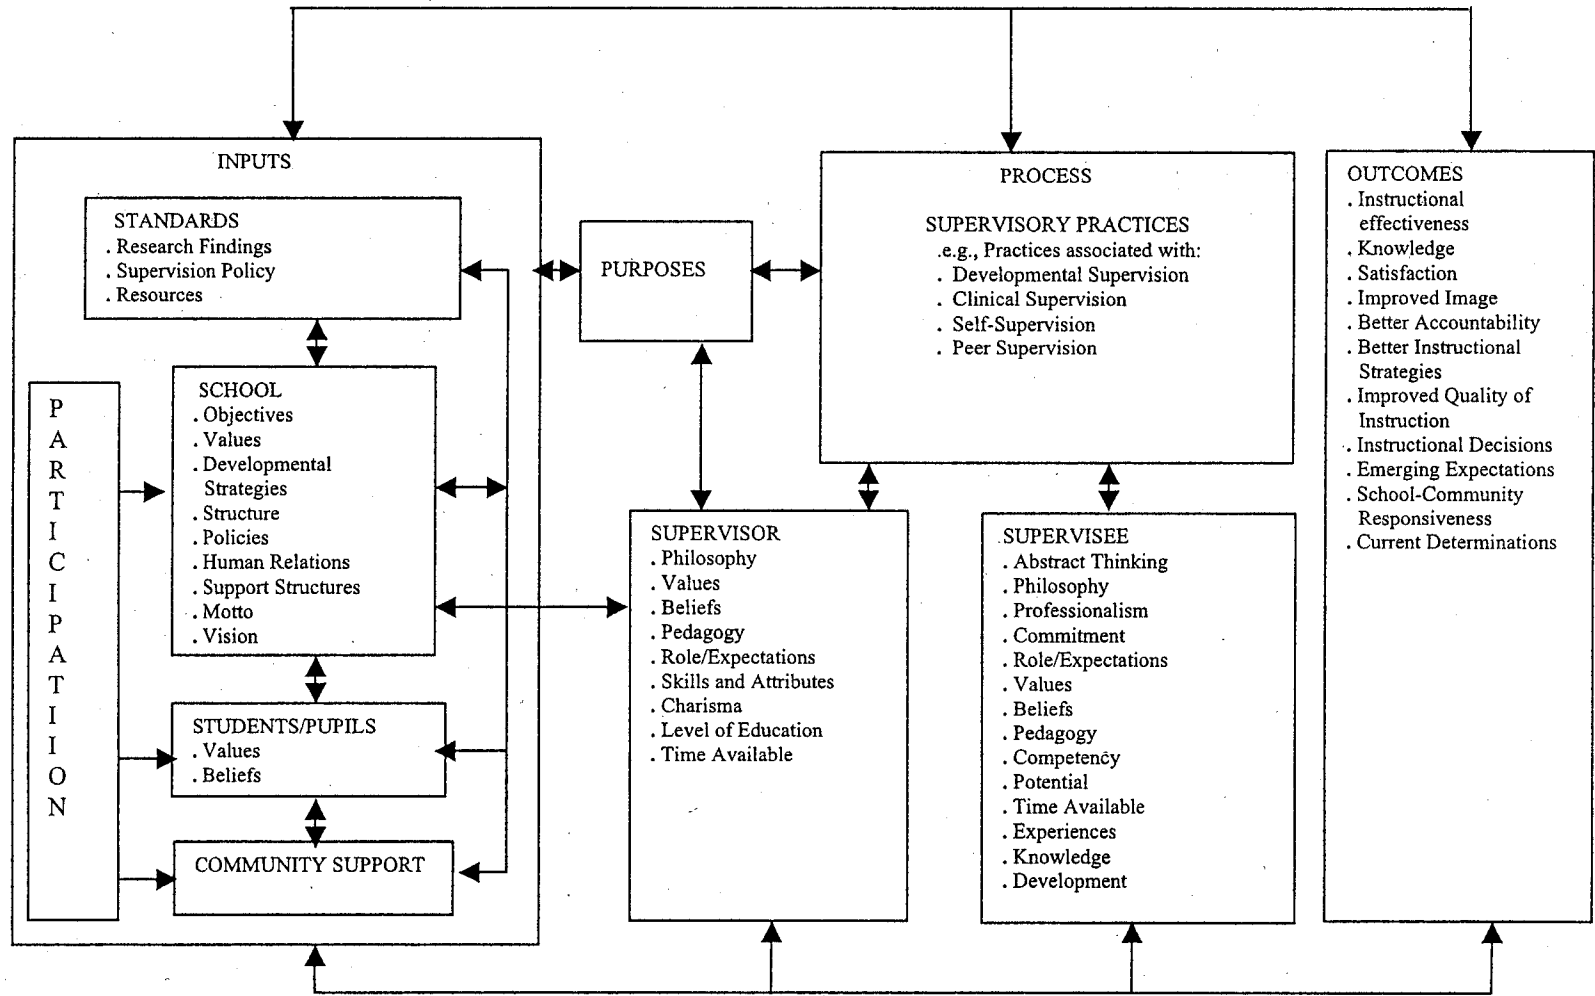 INPUTS
STANDARDS
. Research Findings
. Supervision Policy
. Resources
PARTICIPATION
SCHOOL
. Objectives
. Values
. Developmental
Strategies
. Structure
. Policies
. Human Relations
. Support Structures
. Motto
. Vision
STUDENTS/PUPILS
. Values
. Beliefs
COMMUNITY SUPPORT
PURPOSES
PROCESS
SUPERVISORY PRACTICES
.e.g., Practices associated with:
. Developmental Supervision
. Clinical Supervision
. Self-Supervision
. Peer Supervision
SUPERVISOR
. Philosophy
. Values
. Beliefs
. Pedagogy
. Role/Expectations
. Skills and Attributes
. Charisma
. Level of Education
. Time Available
SUPERVISEE
. Abstract Thinking
. Philosophy
. Professionalism
. Commitment
. Role/Expectations
. Values
. Beliefs
. Pedagogy
. Competency
. Potential
. Time Available
. Experiences
. Knowledge
. Development
OUTCOMES
. Instructional
effectiveness
. Knowledge
. Satisfaction
. Improved Image
. Better Accountability
. Better Instructional
Strategies
. Improved Quality of
Instruction
. Instructional Decisions
. Emerging Expectations
. School-Community
Responsiveness
. Current Determinations